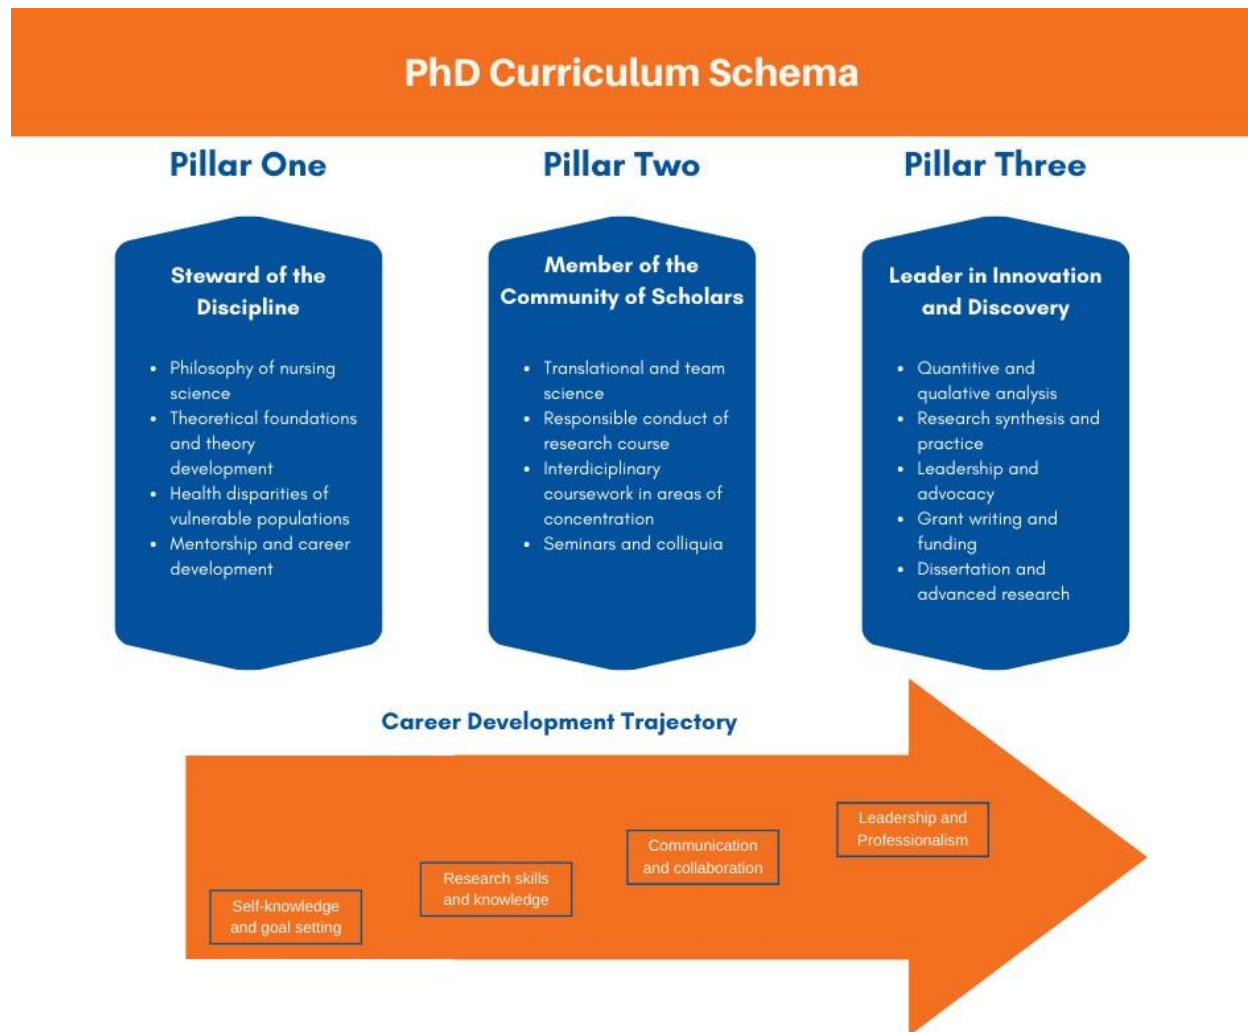 PhD Curriculum Schema
Pillar One
Steward of the
Discipline
• Philosophy of nursing
science
• Theoretical foundations
and theory
development
• Health disparities of
vulnerable populations
• Mentorship and career
development
Pillar Two
Member of the
Community of Scholars
• Translational and team
science
• Responsible conduct of
research course
• Interdiciplinary
coursework in areas of
concentration
• Seminars and colliquia
Pillar Three
Leader in Innovation
and Discovery
• Quantitive and
qualative analysis
• Research synthesis and
practice
• Leadership and
advocacy
• Grant writing and
funding
• Dissertation and
advanced research
Career Development Trajectory
Self-knowledge
and goal setting
Research skills
and knowledge
Communication
and collaboration
Leadership and
Professionalism